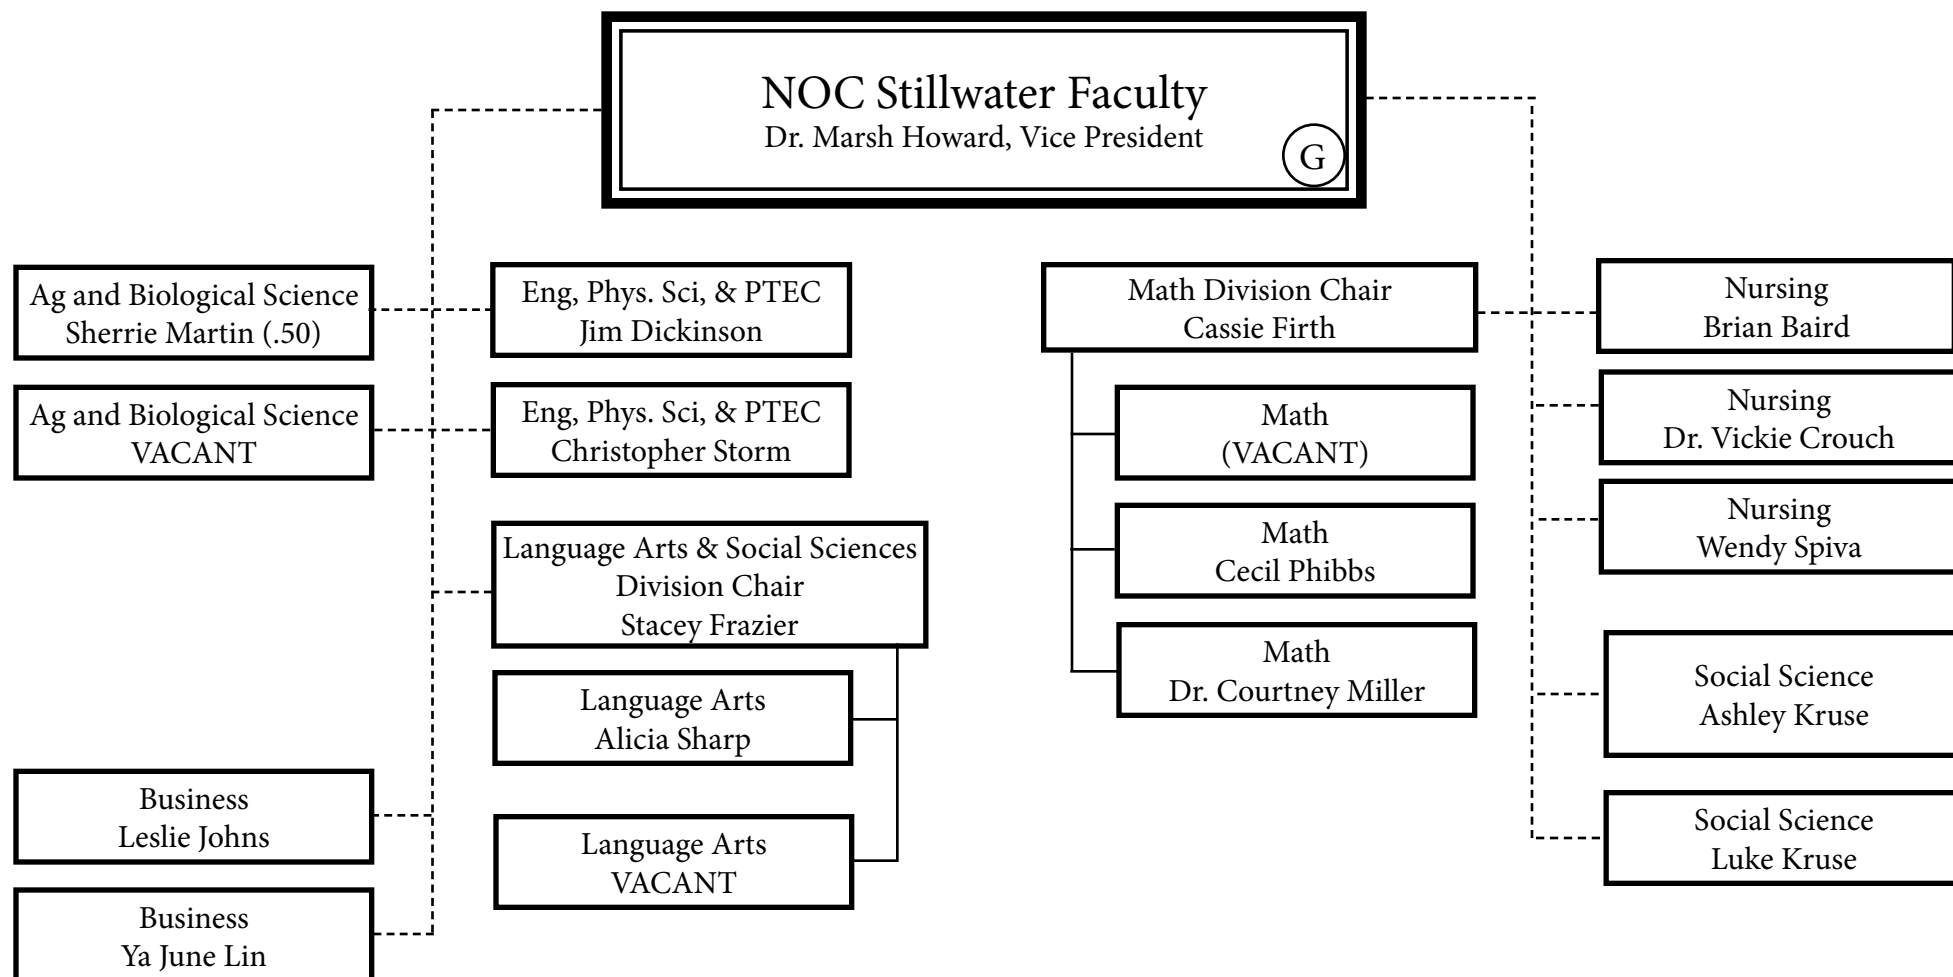 NOC Stillwater Faculty
Dr. Marsh Howard, Vice President
G
Ag and Biological Science
Sherrie Martin (.50)
Ag and Biological Science
VACANT
Eng, Phys. Sci, & PTEC
Jim Dickinson
Eng, Phys. Sci, & PTEC
Christopher Storm
Language Arts & Social Sciences
Division Chair
Stacey Frazier
Language Arts
Alicia Sharp
Language Arts
VACANT
Business
Leslie Johns
Business
Ya June Lin
Math Division Chair
Cassie Firth
Math
(VACANT)
Math
Cecil Phibbs
Math
Dr. Courtney Miller
Nursing
Brian Baird
Nursing
Dr. Vickie Crouch
Nursing
Wendy Spiva
Social Science
Ashley Kruse
Social Science
Luke Kruse